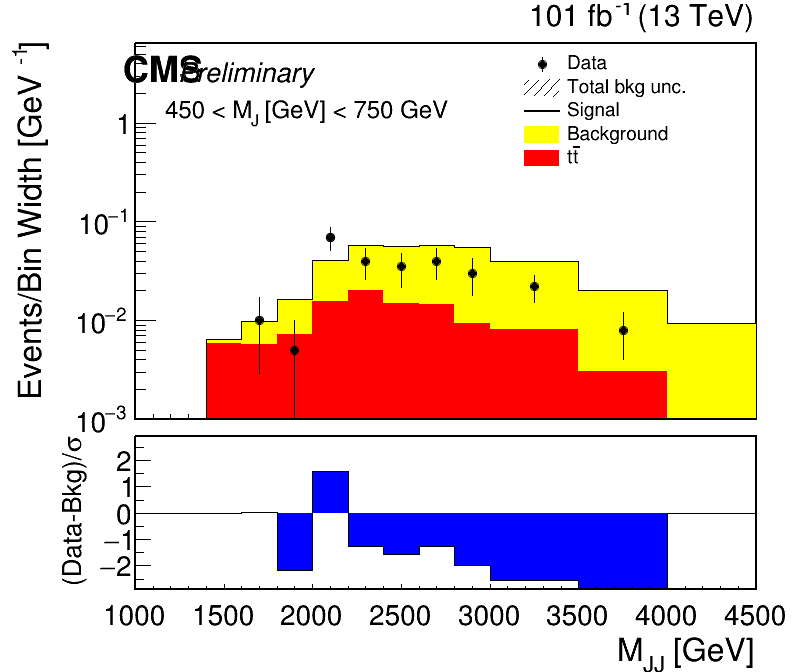 101 fb⁻¹ (13 TeV)
CMS Preliminary
450 < M_J [GeV] < 750 GeV
Data
Total bkg unc.
Signal
Background
tt̅
Events/Bin Width [GeV⁻¹]
1
10⁻¹
10⁻²
10⁻³
(Data-Bkg)/σ
2
1
0
−1
−2
1000 1500 2000 2500 3000 3500 4000 4500
M_JJ [GeV]